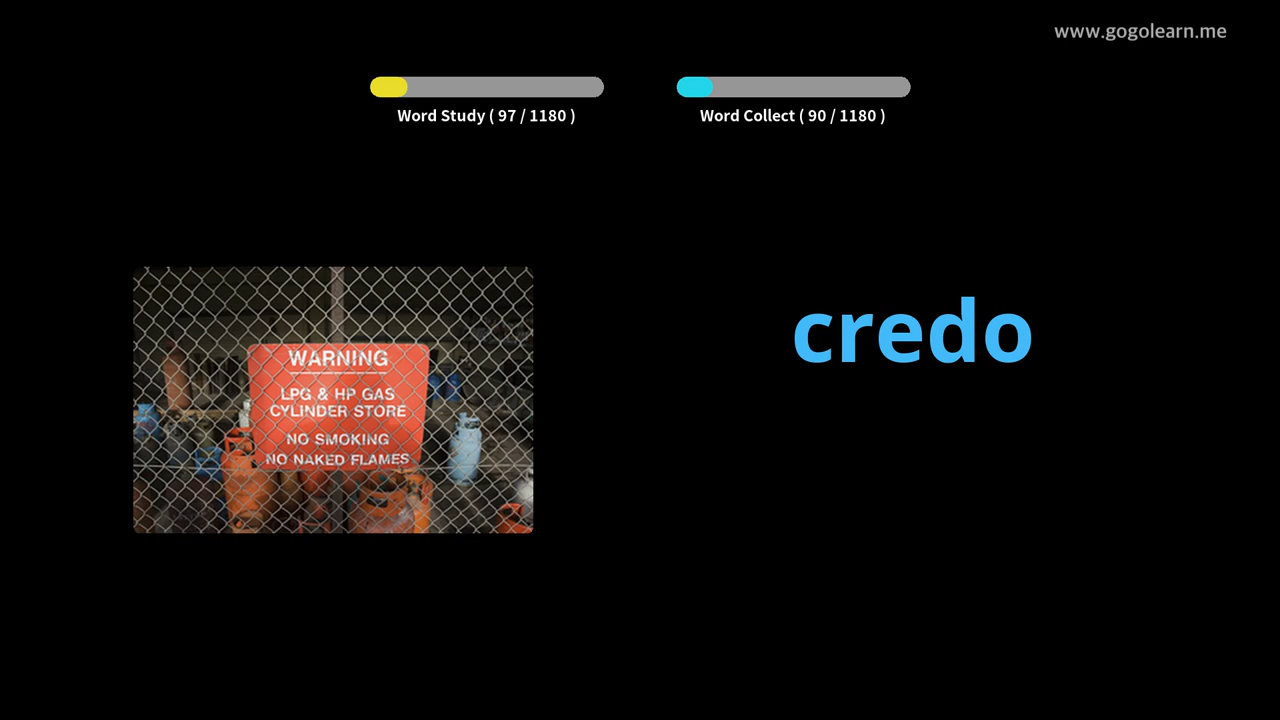 www.gogolearn.me
Word Study ( 97 / 1180 )
Word Collect ( 90 / 1180 )
credo
WARNING
LPG & HP GAS
CYLINDER STORE
NO SMOKING
NO NAKED FLAMES